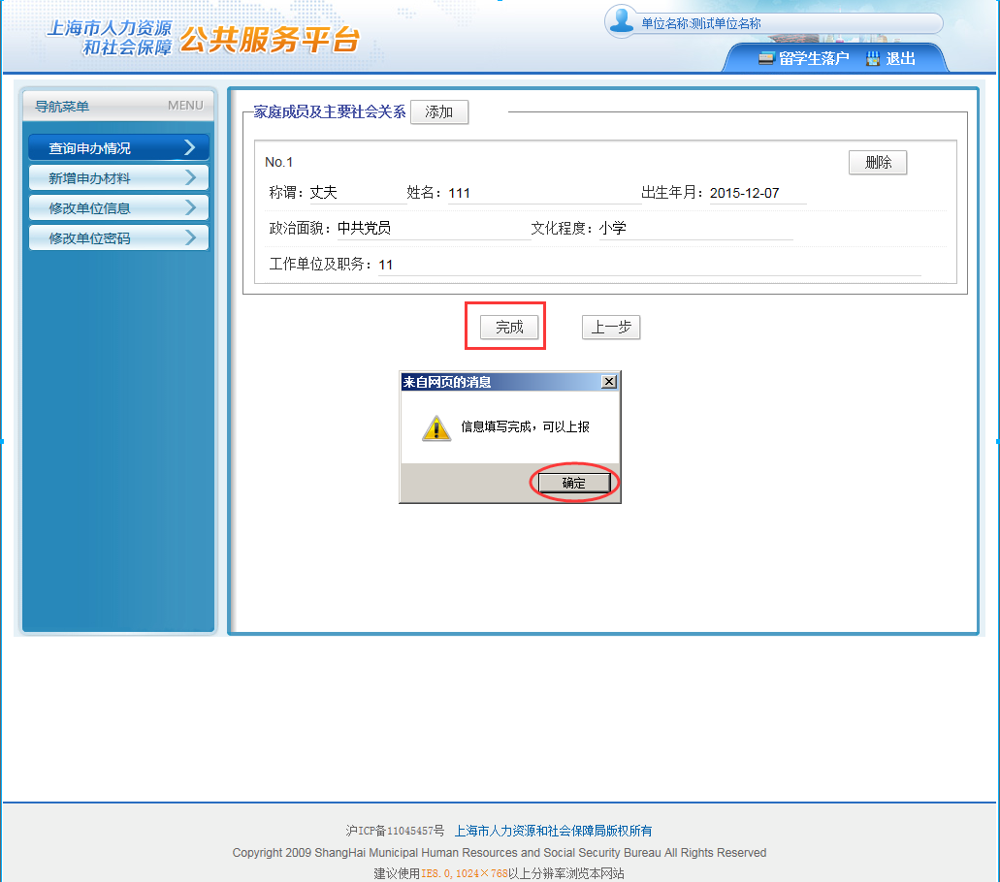 上海市人力资源
和社会保障
公共服务平台
单位名称:测试单位名称
留学生落户 退出
导航菜单 MENU
查询申办情况
新增申办材料
修改单位信息
修改单位密码
家庭成员及主要社会关系 添加
No.1 删除
称谓：丈夫 姓名：111 出生年月：2015-12-07
政治面貌：中共党员 文化程度：小学
工作单位及职务：11
完成 上一步
来自网页的消息
信息填写完成，可以上报
确定
沪ICP备11045457号 上海市人力资源和社会保障局版权所有
Copyright 2009 ShangHai Municipal Human Resources and Social Security Bureau All Rights Reserved
建议使用IE8.0,1024×768以上分辨率浏览本网站